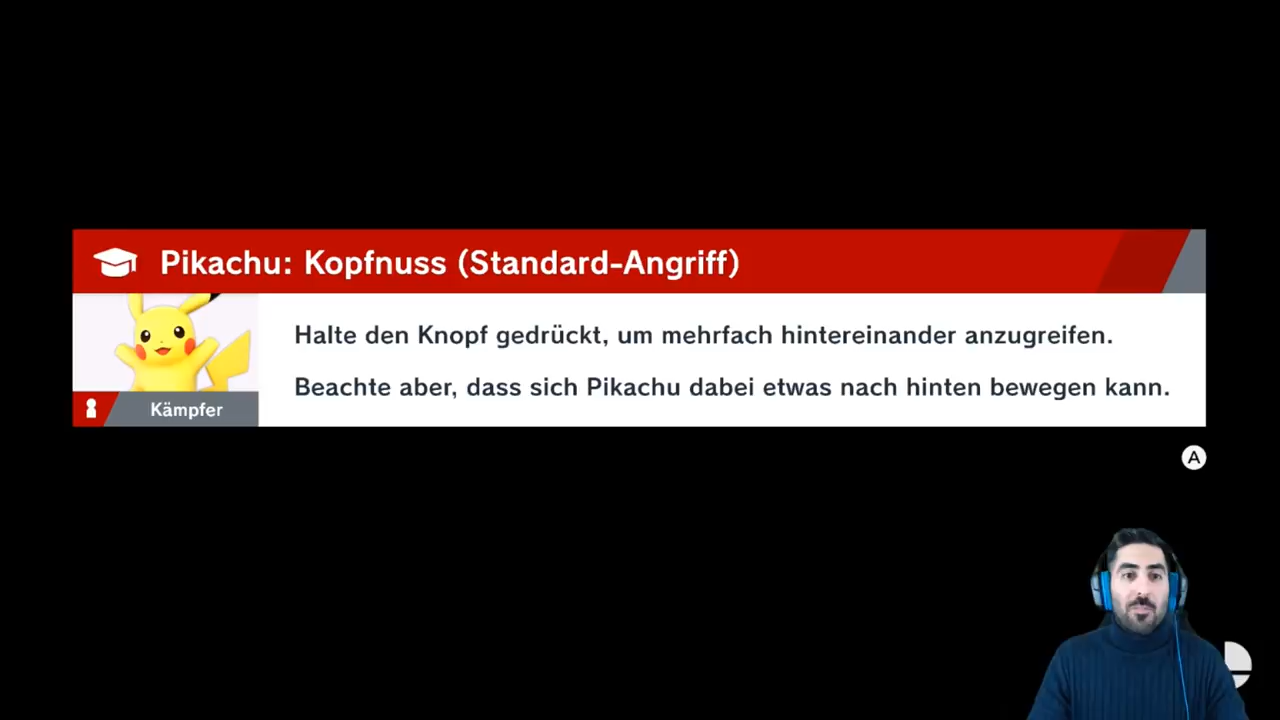 Pikachu: Kopfnuss (Standard-Angriff)
Halte den Knopf gedrückt, um mehrfach hintereinander anzugreifen.
Beachte aber, dass sich Pikachu dabei etwas nach hinten bewegen kann.
Kämpfer
A